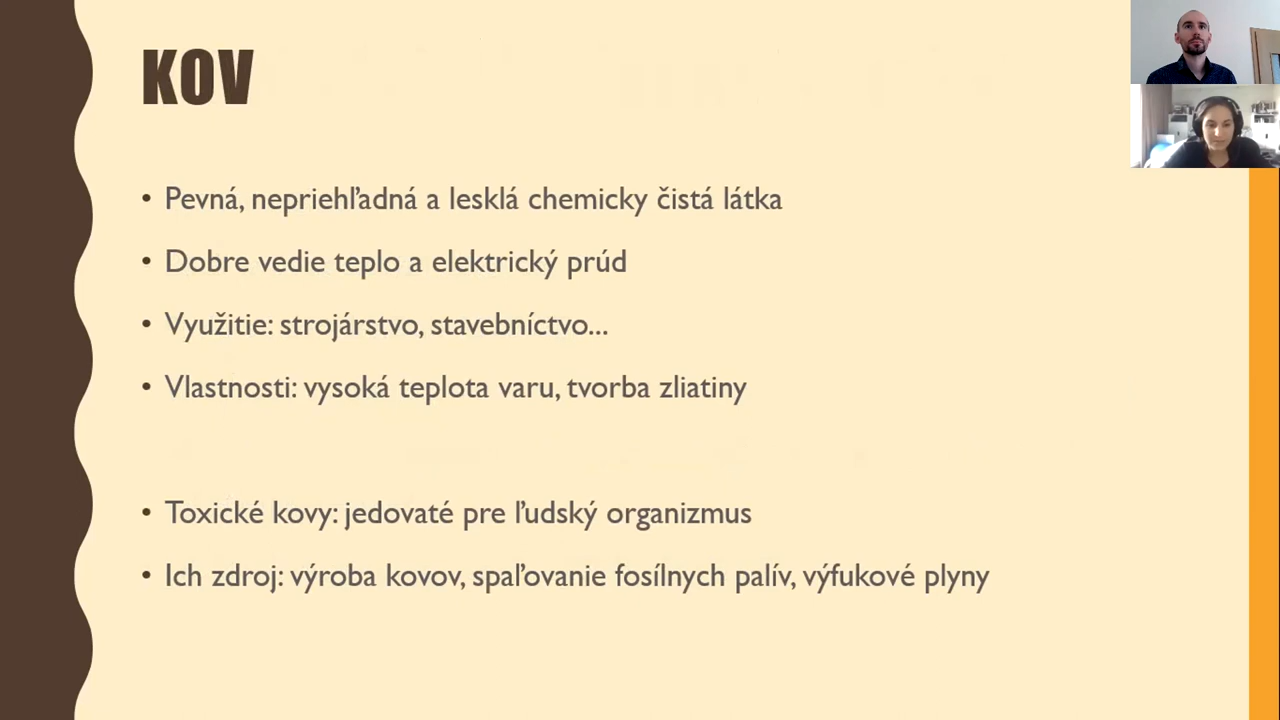 KOV
• Pevná, nepriehľadná a lesklá chemicky čistá látka
• Dobre vedie teplo a elektrický prúd
• Využitie: strojárstvo, stavebníctvo...
• Vlastnosti: vysoká teplota varu, tvorba zliatiny
• Toxické kovy: jedovaté pre ľudský organizmus
• Ich zdroj: výroba kovov, spaľovanie fosílnych palív, výfukové plyny